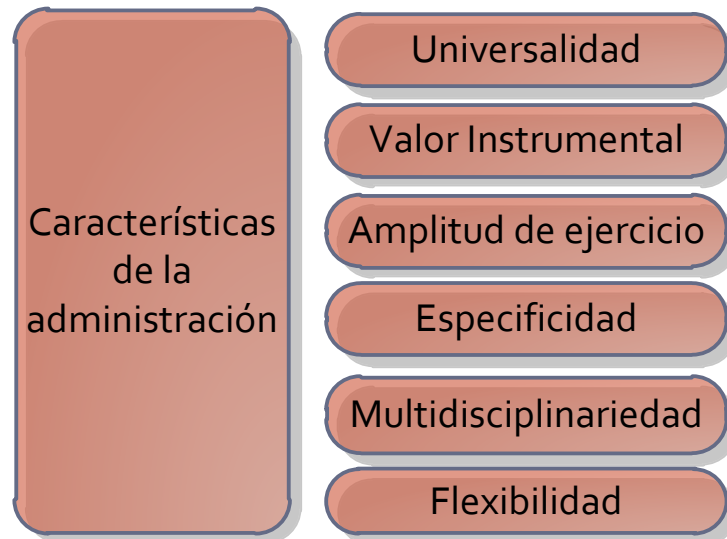 Características
de la
administración
Universalidad
Valor Instrumental
Amplitud de ejercicio
Especificidad
Multidisciplinariedad
Flexibilidad